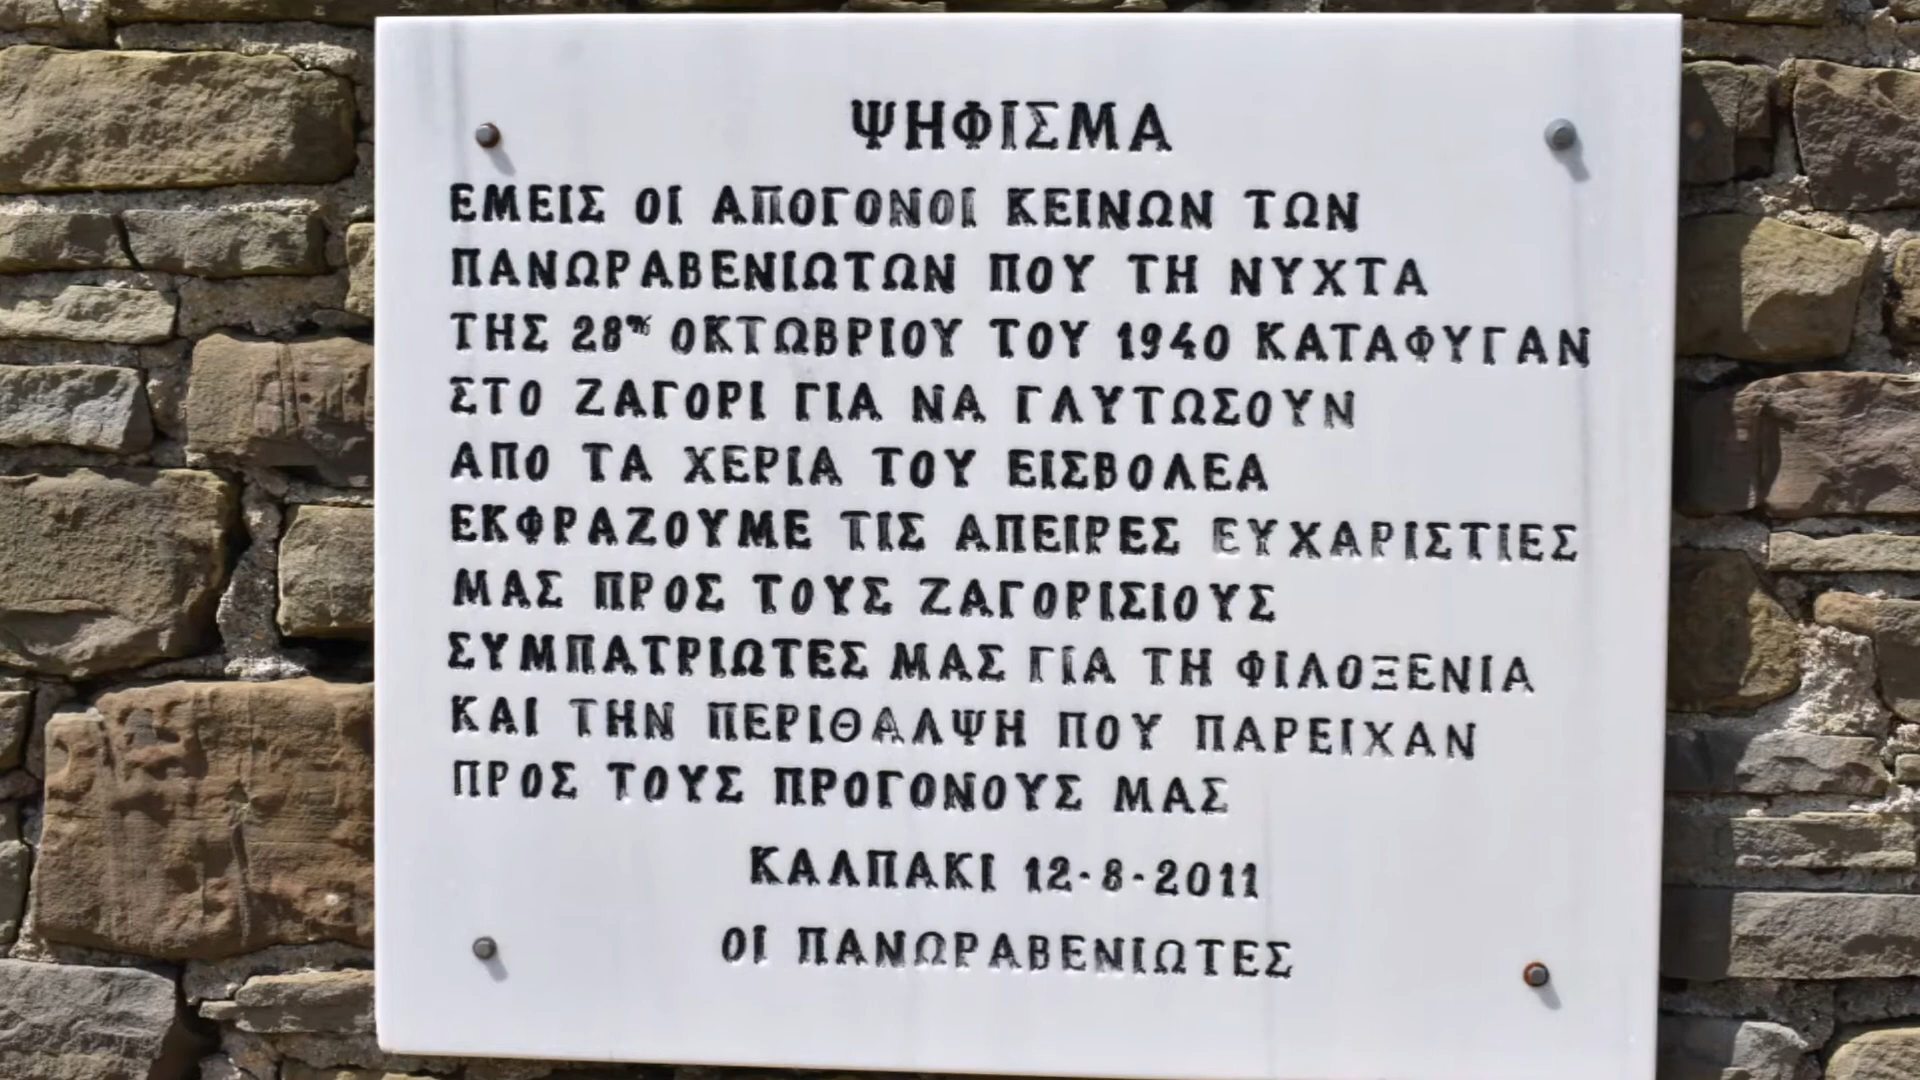 ΨΗΦΙΣΜΑ
ΕΜΕΙΣ ΟΙ ΑΠΟΓΟΝΟΙ ΚΕΙΝΩΝ ΤΩΝ
ΠΑΝΩΡΑΒΕΝΙΩΤΩΝ ΠΟΥ ΤΗ ΝΥΧΤΑ
ΤΗΣ 28ης ΟΚΤΩΒΡΙΟΥ ΤΟΥ 1940 ΚΑΤΑΦΥΓΑΝ
ΣΤΟ ΖΑΓΟΡΙ ΓΙΑ ΝΑ ΓΛΥΤΩΣΟΥΝ
ΑΠΟ ΤΑ ΧΕΡΙΑ ΤΟΥ ΕΙΣΒΟΛΕΑ
ΕΚΦΡΑΖΟΥΜΕ ΤΙΣ ΑΠΕΙΡΕΣ ΕΥΧΑΡΙΣΤΙΕΣ
ΜΑΣ ΠΡΟΣ ΤΟΥΣ ΖΑΓΟΡΙΣΙΟΥΣ
ΣΥΜΠΑΤΡΙΩΤΕΣ ΜΑΣ ΓΙΑ ΤΗ ΦΙΛΟΞΕΝΙΑ
ΚΑΙ ΤΗΝ ΠΕΡΙΘΑΛΨΗ ΠΟΥ ΠΑΡΕΙΧΑΝ
ΠΡΟΣ ΤΟΥΣ ΠΡΟΓΟΝΟΥΣ ΜΑΣ
ΚΑΛΠΑΚΙ 12-8-2011
ΟΙ ΠΑΝΩΡΑΒΕΝΙΩΤΕΣ